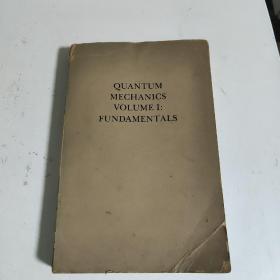 QUANTUM
MECHANICS
VOLUME I:
FUNDAMENTALS